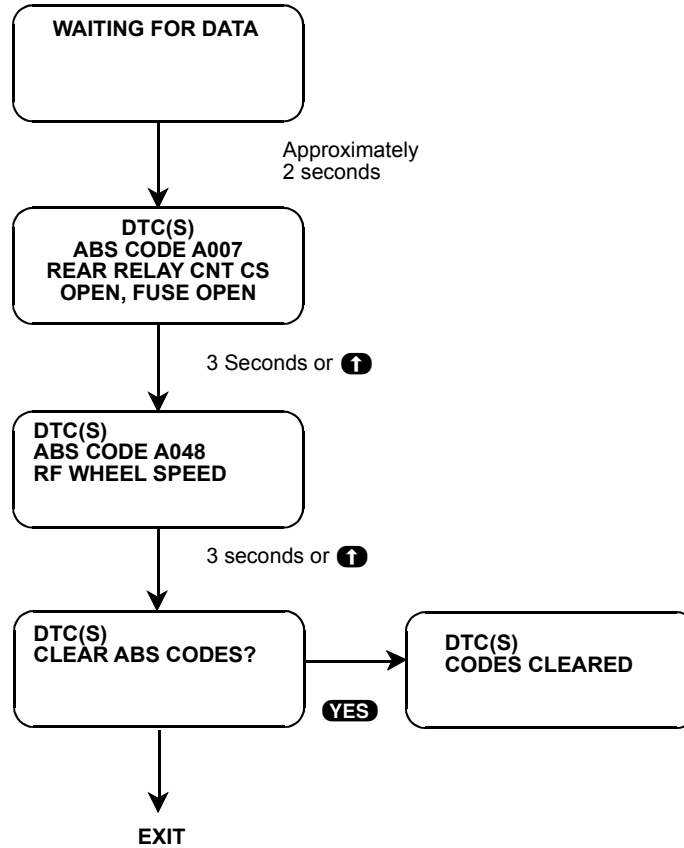 WAITING FOR DATA
Approximately
2 seconds
DTC(S)
ABS CODE A007
REAR RELAY CNT CS
OPEN, FUSE OPEN
3 Seconds or
DTC(S)
ABS CODE A048
RF WHEEL SPEED
3 seconds or
DTC(S)
CLEAR ABS CODES?
YES
DTC(S)
CODES CLEARED
EXIT